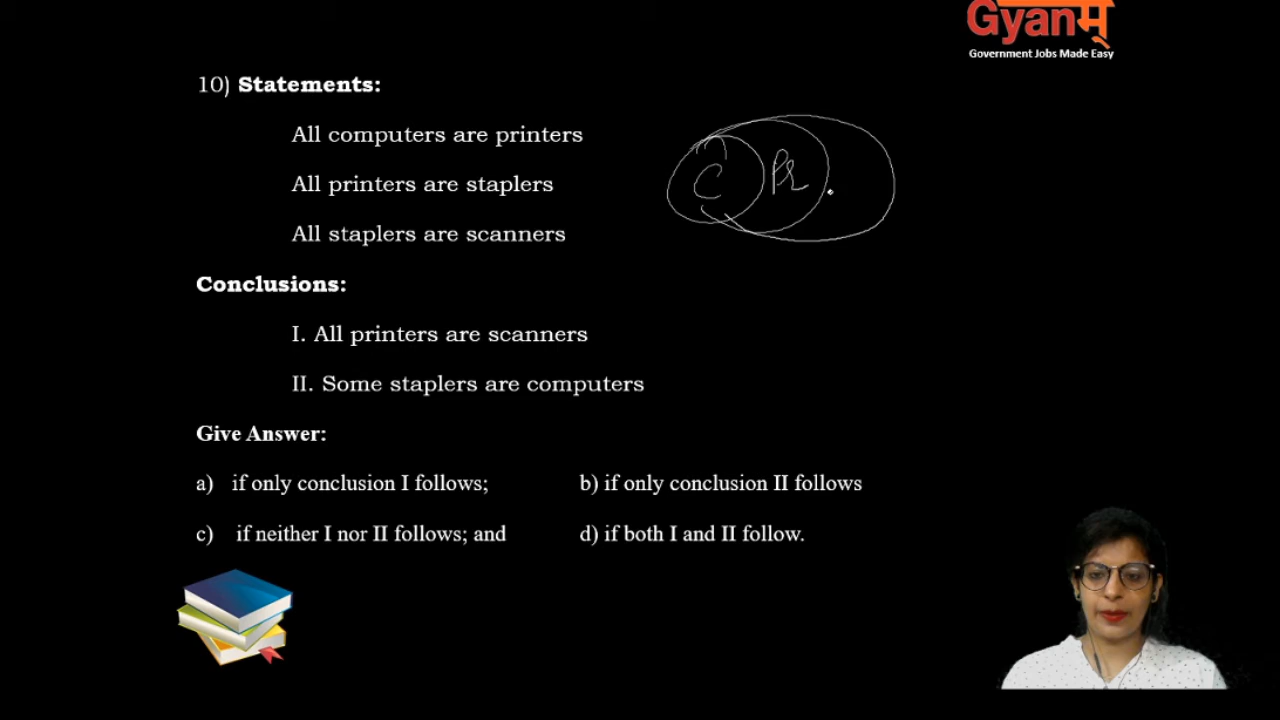 Gyanम्
Government Jobs Made Easy
10) Statements:
All computers are printers
C Pr
All printers are staplers
All staplers are scanners
Conclusions:
I. All printers are scanners
II. Some staplers are computers
Give Answer:
a) if only conclusion I follows; b) if only conclusion II follows
c) if neither I nor II follows; and d) if both I and II follow.